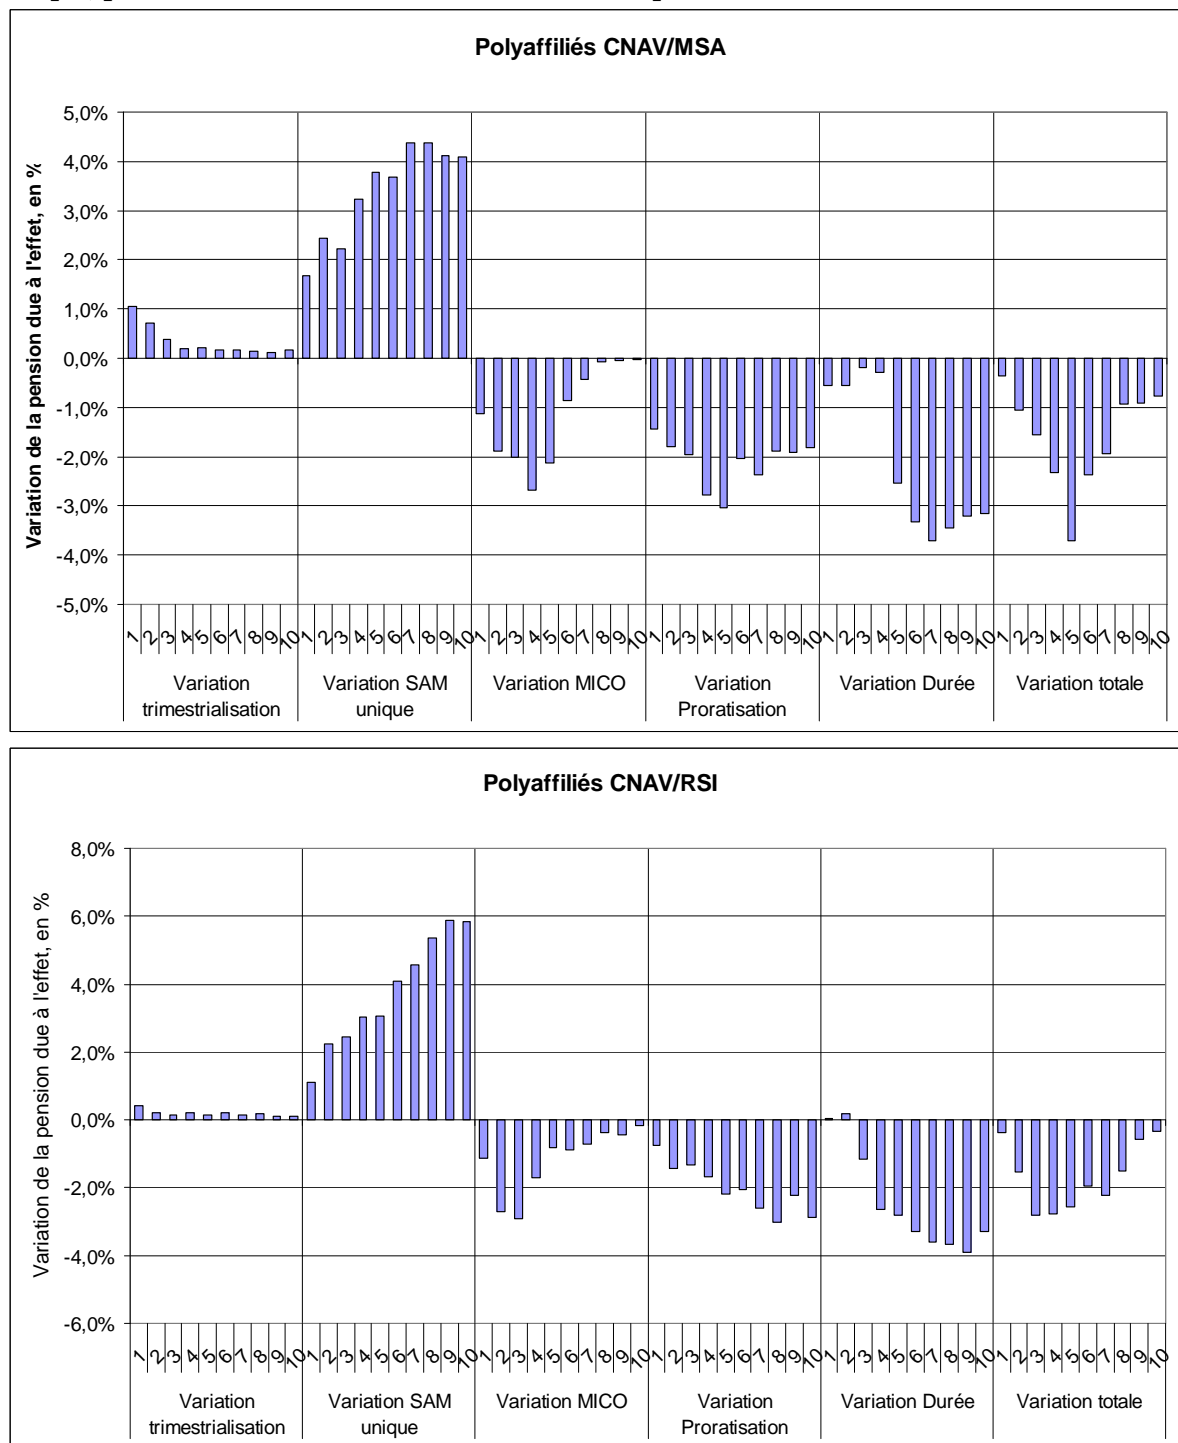 Polyaffiliés CNAV/MSA
Variation de la pension due à l'effet, en %
5,0%
4,0%
3,0%
2,0%
1,0%
0,0%
-1,0%
-2,0%
-3,0%
-4,0%
-5,0%
1 2 3 4 5 6 7 8 9 10 1 2 3 4 5 6 7 8 9 10 1 2 3 4 5 6 7 8 9 10 1 2 3 4 5 6 7 8 9 10 1 2 3 4 5 6 7 8 9 10 1 2 3 4 5 6 7 8 9 10
Variation trimestrialisation
Variation SAM unique
Variation MICO
Variation Proratisation
Variation Durée
Variation totale
Polyaffiliés CNAV/RSI
Variation de la pension due à l'effet, en %
8,0%
6,0%
4,0%
2,0%
0,0%
-2,0%
-4,0%
-6,0%
1 2 3 4 5 6 7 8 9 10 1 2 3 4 5 6 7 8 9 10 1 2 3 4 5 6 7 8 9 10 1 2 3 4 5 6 7 8 9 10 1 2 3 4 5 6 7 8 9 10 1 2 3 4 5 6 7 8 9 10
Variation trimestrialisation
Variation SAM unique
Variation MICO
Variation Proratisation
Variation Durée
Variation totale